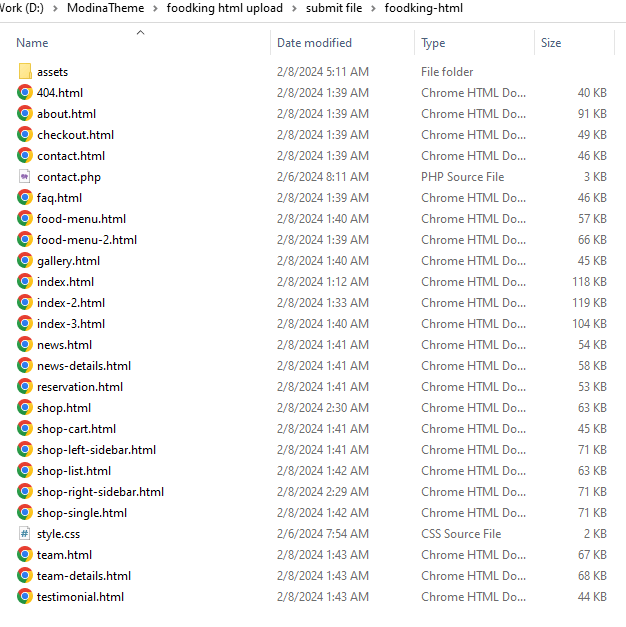 Work (D:) > ModinaTheme > foodking html upload > submit file > foodking-html
Name Date modified Type Size
assets 2/8/2024 5:11 AM File folder
404.html 2/8/2024 1:39 AM Chrome HTML Do... 40 KB
about.html 2/8/2024 1:39 AM Chrome HTML Do... 91 KB
checkout.html 2/8/2024 1:39 AM Chrome HTML Do... 49 KB
contact.html 2/8/2024 1:39 AM Chrome HTML Do... 46 KB
contact.php 2/6/2024 8:11 AM PHP Source File 3 KB
faq.html 2/8/2024 1:39 AM Chrome HTML Do... 46 KB
food-menu.html 2/8/2024 1:40 AM Chrome HTML Do... 57 KB
food-menu-2.html 2/8/2024 1:39 AM Chrome HTML Do... 66 KB
gallery.html 2/8/2024 1:40 AM Chrome HTML Do... 45 KB
index.html 2/8/2024 1:12 AM Chrome HTML Do... 118 KB
index-2.html 2/8/2024 1:33 AM Chrome HTML Do... 119 KB
index-3.html 2/8/2024 1:40 AM Chrome HTML Do... 104 KB
news.html 2/8/2024 1:41 AM Chrome HTML Do... 54 KB
news-details.html 2/8/2024 1:41 AM Chrome HTML Do... 58 KB
reservation.html 2/8/2024 1:41 AM Chrome HTML Do... 53 KB
shop.html 2/8/2024 2:30 AM Chrome HTML Do... 63 KB
shop-cart.html 2/8/2024 1:41 AM Chrome HTML Do... 45 KB
shop-left-sidebar.html 2/8/2024 1:41 AM Chrome HTML Do... 71 KB
shop-list.html 2/8/2024 1:42 AM Chrome HTML Do... 63 KB
shop-right-sidebar.html 2/8/2024 2:29 AM Chrome HTML Do... 71 KB
shop-single.html 2/8/2024 1:42 AM Chrome HTML Do... 71 KB
style.css 2/6/2024 7:54 AM CSS Source File 2 KB
team.html 2/8/2024 1:43 AM Chrome HTML Do... 67 KB
team-details.html 2/8/2024 1:43 AM Chrome HTML Do... 68 KB
testimonial.html 2/8/2024 1:43 AM Chrome HTML Do... 44 KB